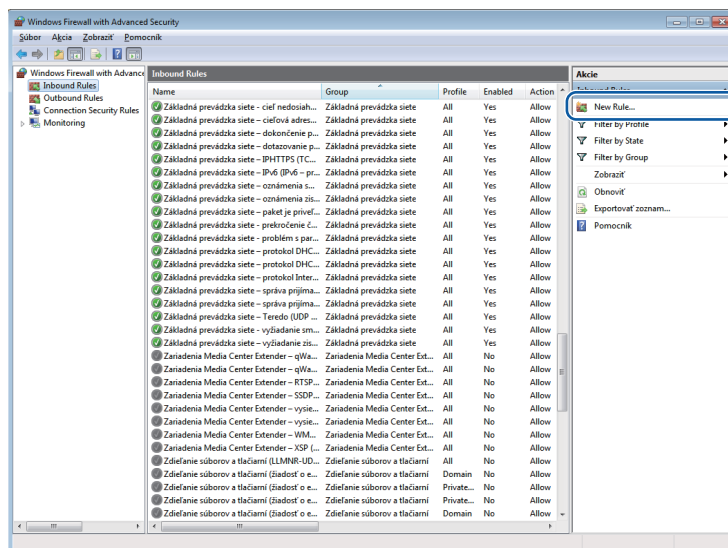 Windows Firewall with Advanced Security
Súbor Akcia Zobraziť Pomocník
Windows Firewall with Advance
Inbound Rules
Outbound Rules
Connection Security Rules
Monitoring
Inbound Rules
Name Group Profile Enabled Action
Základná prevádzka siete - cieľ nedosiah... Základná prevádzka siete All Yes Allow
Základná prevádzka siete – cieľová adres... Základná prevádzka siete All Yes Allow
Základná prevádzka siete – dokončenie p... Základná prevádzka siete All Yes Allow
Základná prevádzka siete – dotazovanie p... Základná prevádzka siete All Yes Allow
Základná prevádzka siete – IPHTTPS (TC... Základná prevádzka siete All Yes Allow
Základná prevádzka siete – IPv6 (IPv6 – pr... Základná prevádzka siete All Yes Allow
Základná prevádzka siete – oznámenia s... Základná prevádzka siete All Yes Allow
Základná prevádzka siete – oznámenia zis... Základná prevádzka siete All Yes Allow
Základná prevádzka siete – paket je priveľ... Základná prevádzka siete All Yes Allow
Základná prevádzka siete - prekročenie č... Základná prevádzka siete All Yes Allow
Základná prevádzka siete - problém s par... Základná prevádzka siete All Yes Allow
Základná prevádzka siete – protokol DHC... Základná prevádzka siete All Yes Allow
Základná prevádzka siete – protokol DHC... Základná prevádzka siete All Yes Allow
Základná prevádzka siete – protokol Inter... Základná prevádzka siete All Yes Allow
Základná prevádzka siete – správa prijíma... Základná prevádzka siete All Yes Allow
Základná prevádzka siete – správa prijíma... Základná prevádzka siete All Yes Allow
Základná prevádzka siete – Teredo (UDP ... Základná prevádzka siete All Yes Allow
Základná prevádzka siete - vyžiadanie sm... Základná prevádzka siete All Yes Allow
Základná prevádzka siete – vyžiadanie zis... Základná prevádzka siete All Yes Allow
Zariadenia Media Center Extender – qWa... Zariadenia Media Center Ext... All No Allow
Zariadenia Media Center Extender – qWa... Zariadenia Media Center Ext... All No Allow
Zariadenia Media Center Extender – RTSP... Zariadenia Media Center Ext... All No Allow
Zariadenia Media Center Extender – SSDP... Zariadenia Media Center Ext... All No Allow
Zariadenia Media Center Extender – vysie... Zariadenia Media Center Ext... All No Allow
Zariadenia Media Center Extender – vysie... Zariadenia Media Center Ext... All No Allow
Zariadenia Media Center Extender – WM... Zariadenia Media Center Ext... All No Allow
Zariadenia Media Center Extender – XSP (... Zariadenia Media Center Ext... All No Allow
Zdieľanie súborov a tlačiarní (LLMNR-UD... Zdieľanie súborov a tlačiarní All No Allow
Zdieľanie súborov a tlačiarní (žiadosť o e... Zdieľanie súborov a tlačiarní Domain No Allow
Zdieľanie súborov a tlačiarní (žiadosť o e... Zdieľanie súborov a tlačiarní Private... No Allow
Zdieľanie súborov a tlačiarní (žiadosť o e... Zdieľanie súborov a tlačiarní Private... No Allow
Zdieľanie súborov a tlačiarní (žiadosť o e... Zdieľanie súborov a tlačiarní Domain No Allow
Akcie
Inbound Rules
New Rule...
Filter by Profile
Filter by State
Filter by Group
Zobraziť
Obnoviť
Exportovať zoznam...
Pomocník